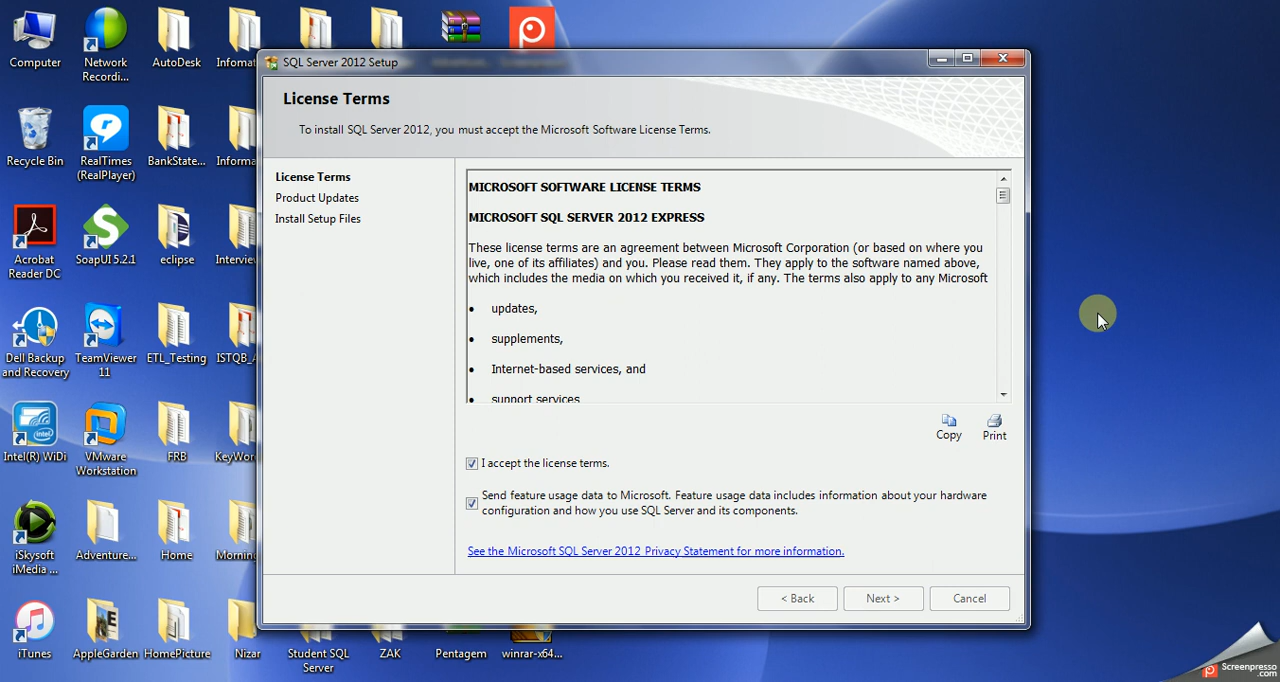 Computer
Network
Recordi...
AutoDesk
Infomat
Recycle Bin
RealTimes
(RealPlayer)
BankState...
Informa
Acrobat
Reader DC
SoapUI 5.2.1
eclipse
Intervie
Dell Backup
and Recovery
TeamViewer
11
ETL_Testing
ISTQB_A
Intel(R) WiDi
VMware
Workstation
FRB
KeyWor
iSkysoft
iMedia ...
Adventure...
Home
Morning
iTunes
AppleGarden
HomePicture
Nizar
Student SQL
Server
ZAK
Pentagem
winrar-x64...
SQL Server 2012 Setup
License Terms
To install SQL Server 2012, you must accept the Microsoft Software License Terms.
License Terms
Product Updates
Install Setup Files
MICROSOFT SOFTWARE LICENSE TERMS
MICROSOFT SQL SERVER 2012 EXPRESS
These license terms are an agreement between Microsoft Corporation (or based on where you
live, one of its affiliates) and you. Please read them. They apply to the software named above,
which includes the media on which you received it, if any. The terms also apply to any Microsoft
• updates,
• supplements,
• Internet-based services, and
• support services
Copy
Print
I accept the license terms.
Send feature usage data to Microsoft. Feature usage data includes information about your hardware
configuration and how you use SQL Server and its components.
See the Microsoft SQL Server 2012 Privacy Statement for more information.
< Back
Next >
Cancel
Screenpresso
.com